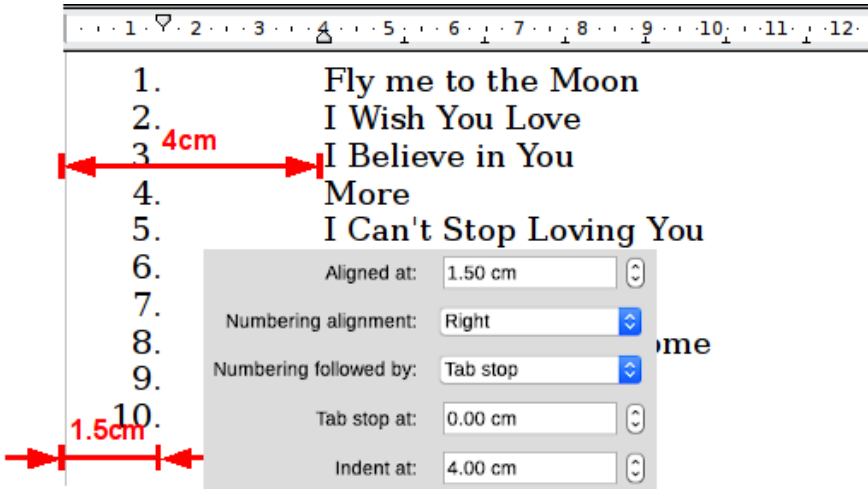 1 2 3 4 5 6 7 8 9 10 11 12
1. Fly me to the Moon
2. I Wish You Love
4cm
3. I Believe in You
4. More
5. I Can't Stop Loving You
6.
Aligned at: 1.50 cm
7.
Numbering alignment: Right
8. ome
Numbering followed by: Tab stop
9.
10.
Tab stop at: 0.00 cm
1.5cm
Indent at: 4.00 cm